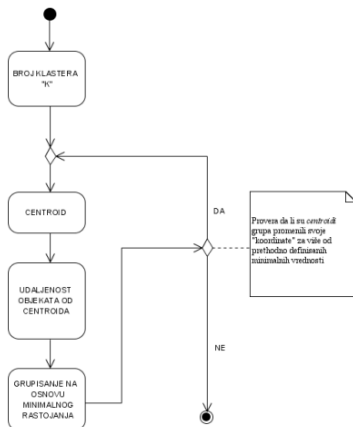 BROJ KLASTERA
"K"
CENTROID
UDALJENOST
OBJEKATA OD
CENTROIDA
GRUPISANJE NA
OSNOVU
MINIMALNOG
RASTOJANJA
DA
Provera da li su centroidi
grupa promenili svoje
"koordinate" za više od
prethodno definisanih
minimalnih vrednosti
NE